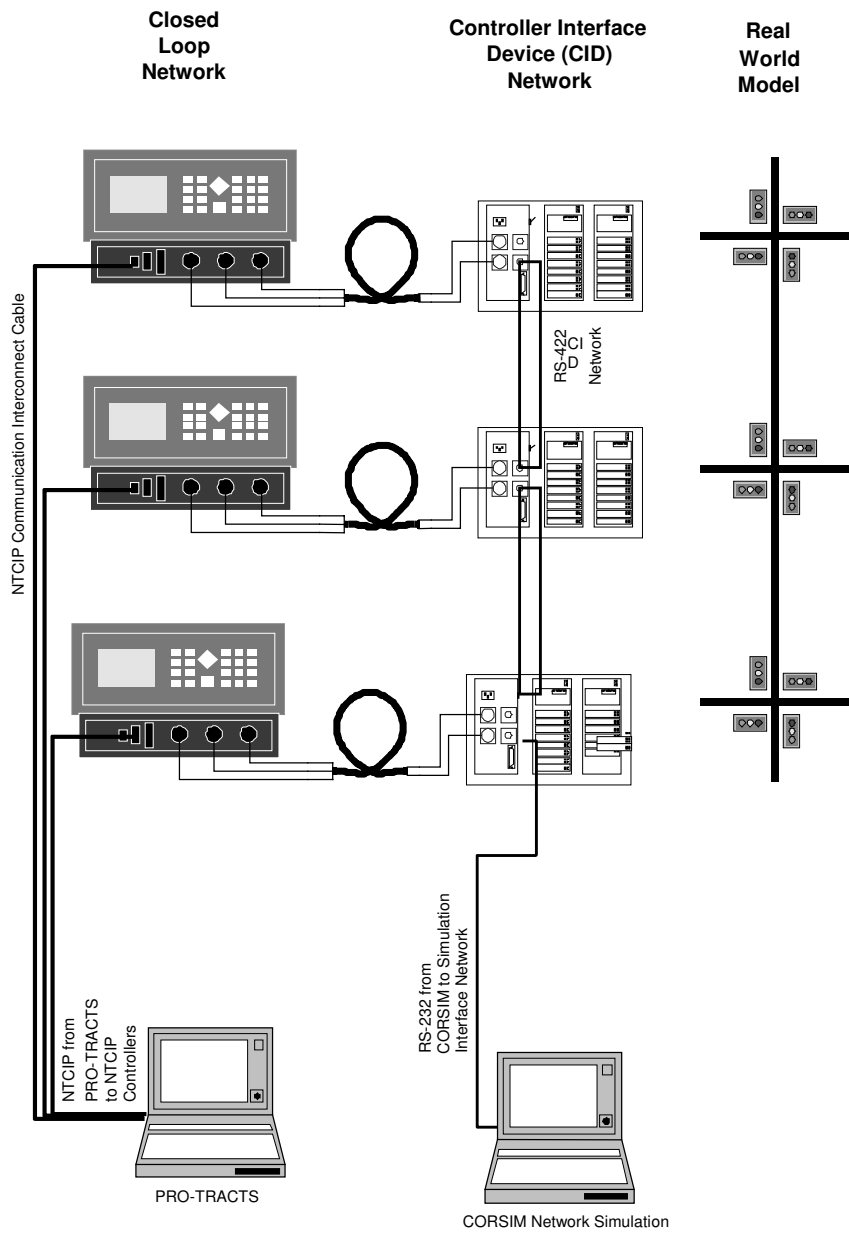 Closed
Loop
Network
Controller Interface
Device (CID)
Network
Real
World
Model
NTCIP Communication Interconnect Cable
RS-422
CI
D
Network
NTCIP from
PRO-TRACTS
to NTCIP
Controllers
RS-232 from
CORSIM to Simulation
Interface Network
PRO-TRACTS
CORSIM Network Simulation